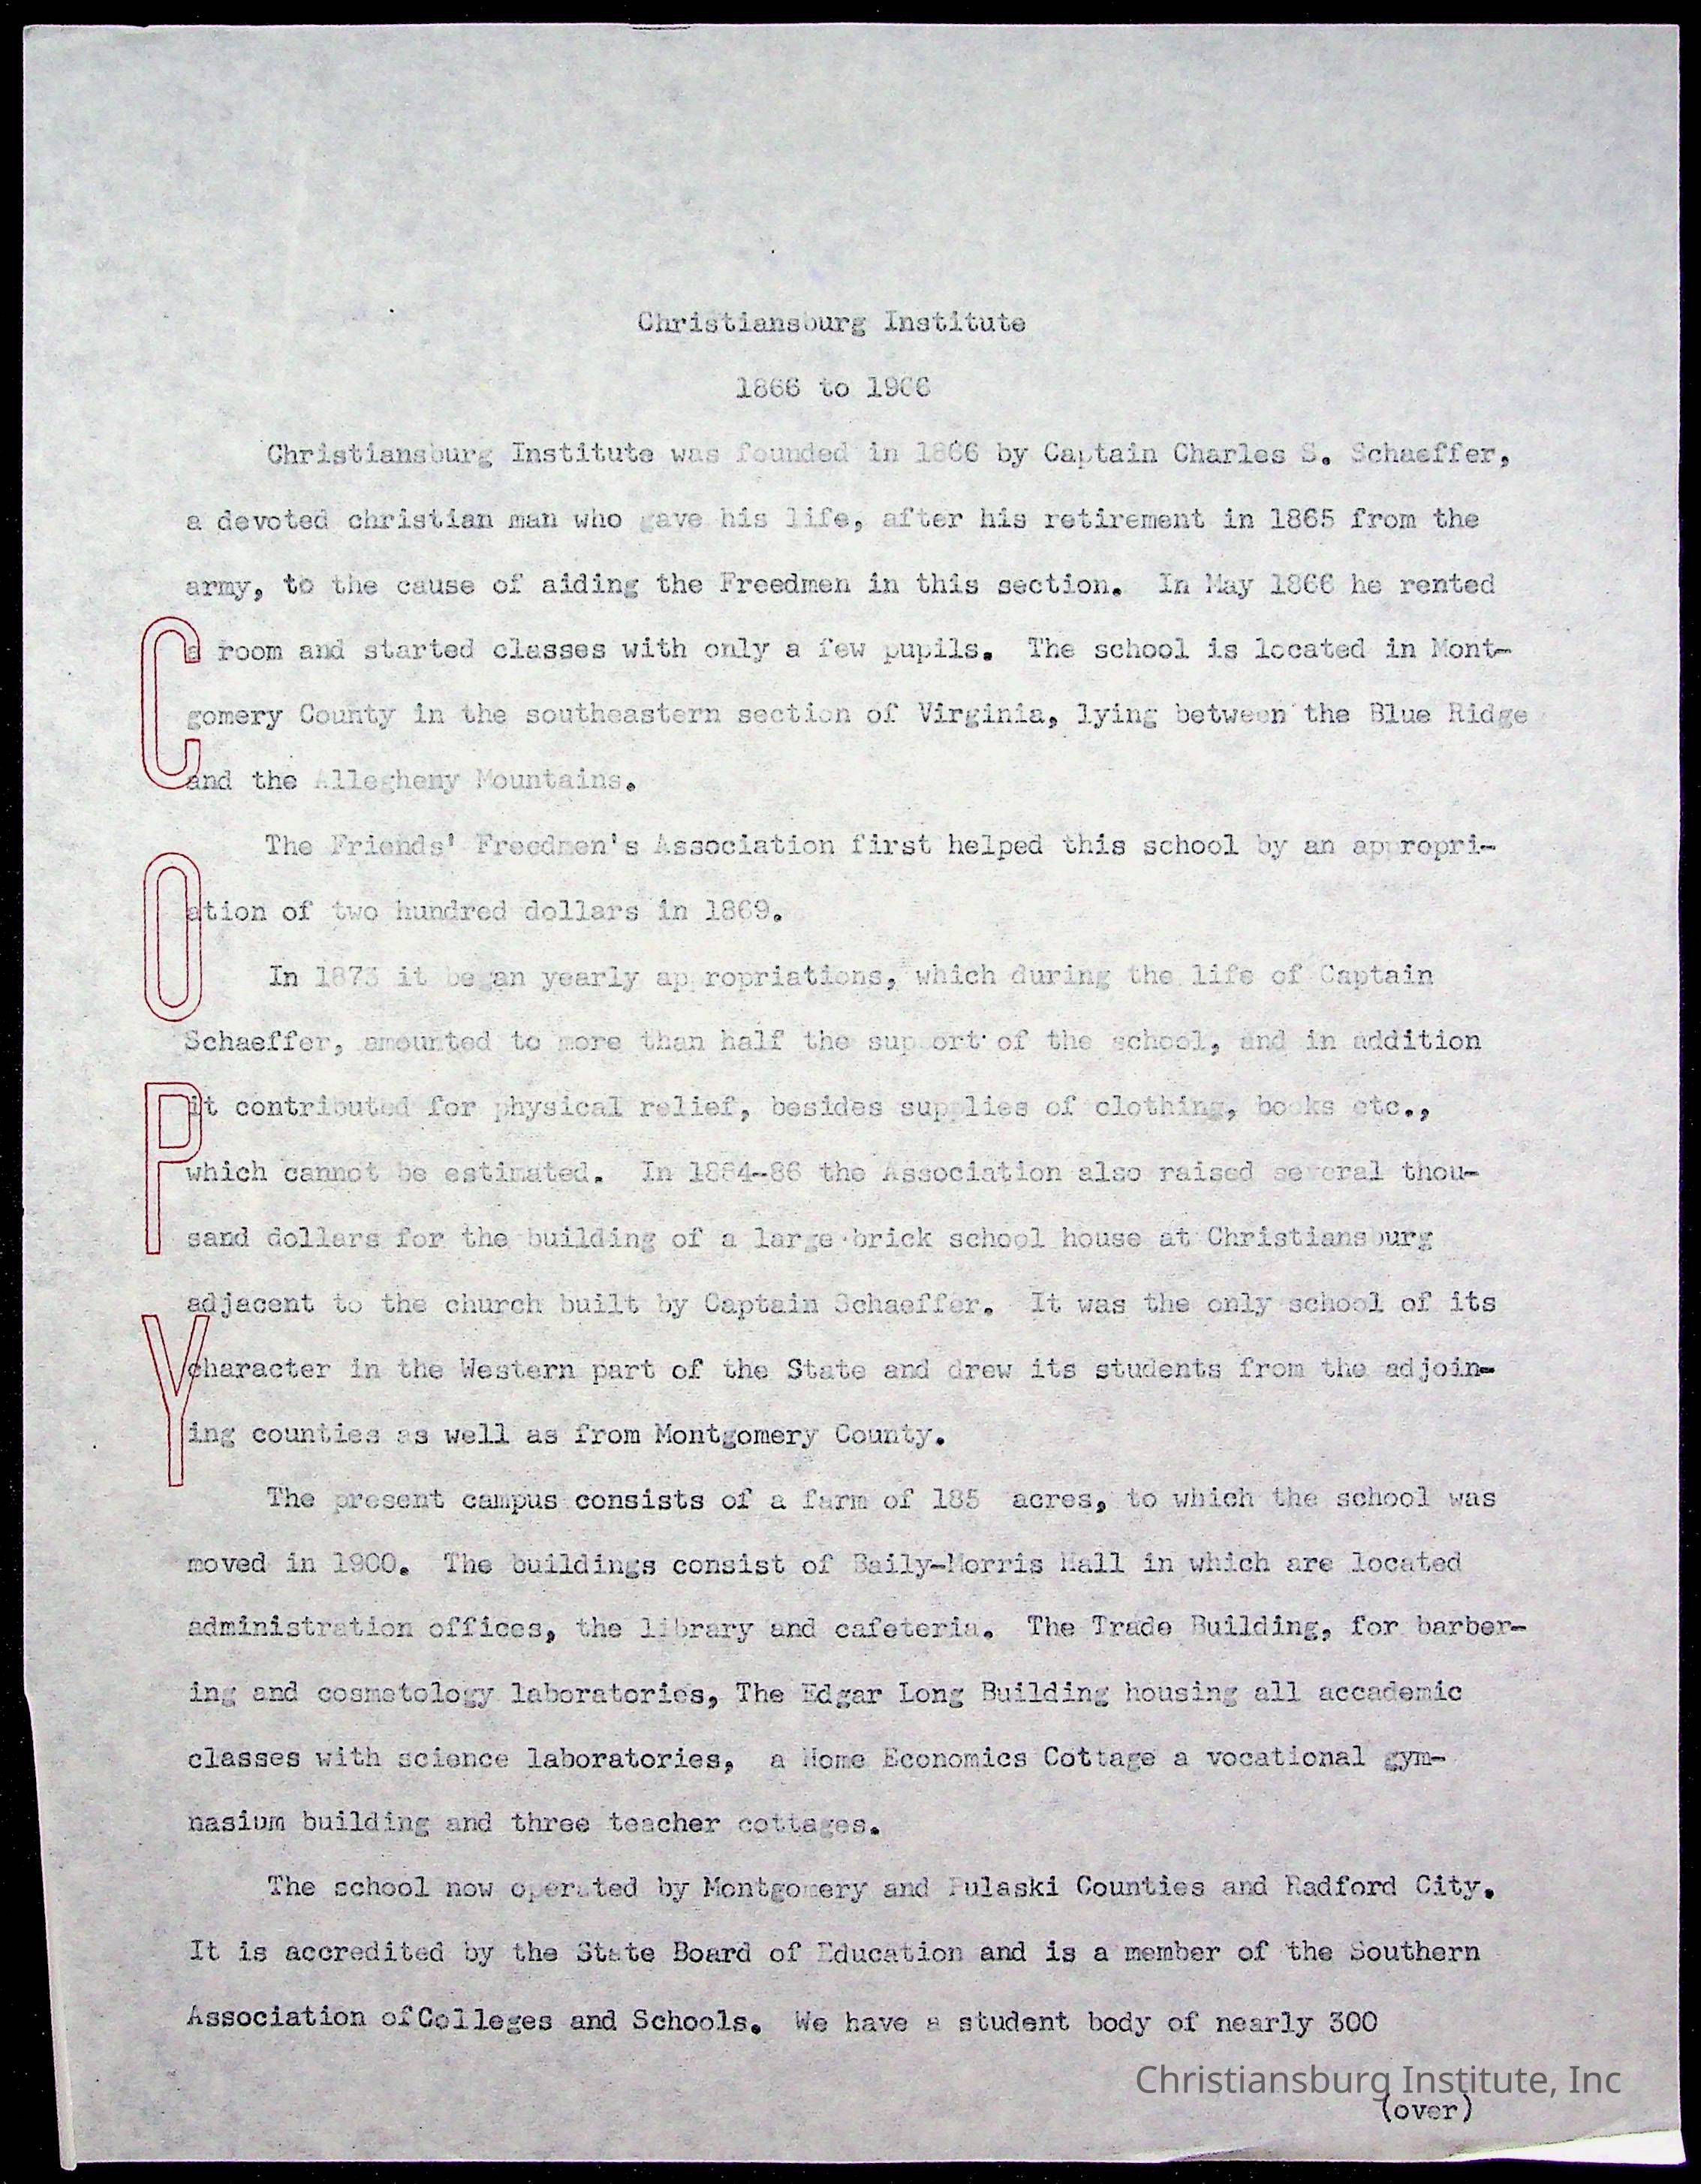 Christiansburg Institute
1866 to 1966
Christiansburg Institute was founded in 1866 by Captain Charles S. Schaeffer,
a devoted christian man who gave his life, after his retirement in 1865 from the
army, to the cause of aiding the Freedmen in this section. In May 1866 he rented
a room and started classes with only a few pupils. The school is located in Mont-
gomery County in the southeastern section of Virginia, lying between the Blue Ridge
and the Allegheny Mountains.
The Friends' Freedmen's Association first helped this school by an appropri-
ation of two hundred dollars in 1869.
In 1873 it began yearly appropriations, which during the life of Captain
Schaeffer, amounted to more than half the support of the school, and in addition
it contributed for physical relief, besides supplies of clothing, books etc.,
which cannot be estimated. In 1884-86 the Association also raised several thou-
sand dollars for the building of a large brick school house at Christiansburg
adjacent to the church built by Captain Schaeffer. It was the only school of its
character in the Western part of the State and drew its students from the adjoin-
ing counties as well as from Montgomery County.
The present campus consists of a farm of 185 acres, to which the school was
moved in 1900. The buildings consist of Baily-Morris Hall in which are located
administration offices, the library and cafeteria. The Trade Building, for barber-
ing and cosmetology laboratories, The Edgar Long Building housing all accademic
classes with science laboratories, a Home Economics Cottage a vocational gym-
nasium building and three teacher cottages.
The school now operated by Montgomery and Pulaski Counties and Radford City.
It is accredited by the State Board of Education and is a member of the Southern
Association of Colleges and Schools. We have a student body of nearly 300
(over)
COPY
Christiansburg Institute, Inc